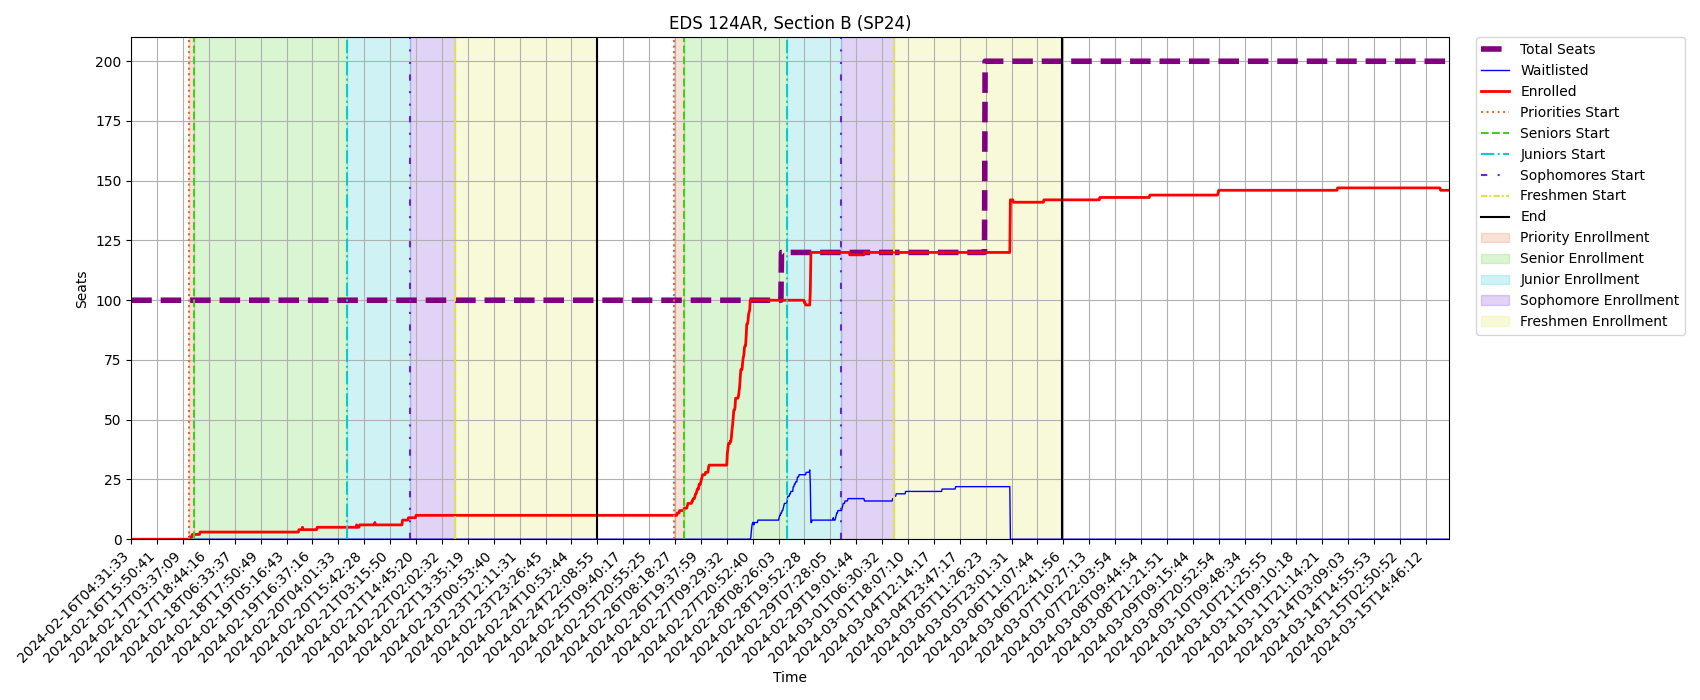 EDS 124AR, Section B (SP24)
Seats
200
175
150
125
100
75
50
25
0
2024-02-16T04:31:33
2024-02-16T15:50:41
2024-02-17T03:37:09
2024-02-17T18:44:16
2024-02-18T06:33:37
2024-02-18T17:50:49
2024-02-19T05:16:43
2024-02-19T16:37:16
2024-02-20T04:01:33
2024-02-20T15:42:28
2024-02-21T03:15:50
2024-02-21T14:45:20
2024-02-22T02:02:32
2024-02-22T13:35:19
2024-02-23T00:53:40
2024-02-23T12:11:31
2024-02-23T23:26:45
2024-02-24T10:53:44
2024-02-24T22:08:55
2024-02-25T09:40:17
2024-02-25T20:55:25
2024-02-26T08:18:27
2024-02-26T19:37:59
2024-02-27T09:29:32
2024-02-27T20:52:40
2024-02-28T08:26:03
2024-02-28T19:52:28
2024-02-29T07:28:05
2024-02-29T19:01:44
2024-03-01T06:30:32
2024-03-01T18:07:10
2024-03-04T12:14:17
2024-03-04T23:47:17
2024-03-05T11:26:23
2024-03-05T23:01:31
2024-03-06T11:07:44
2024-03-06T22:41:56
2024-03-07T10:27:13
2024-03-07T22:03:54
2024-03-08T09:44:54
2024-03-08T21:21:51
2024-03-09T09:15:44
2024-03-09T20:52:54
2024-03-10T09:48:34
2024-03-10T21:25:55
2024-03-11T09:10:18
2024-03-11T21:14:21
2024-03-14T03:09:03
2024-03-14T14:55:53
2024-03-15T02:50:52
2024-03-15T14:46:12
Time
Total Seats
Waitlisted
Enrolled
Priorities Start
Seniors Start
Juniors Start
Sophomores Start
Freshmen Start
End
Priority Enrollment
Senior Enrollment
Junior Enrollment
Sophomore Enrollment
Freshmen Enrollment